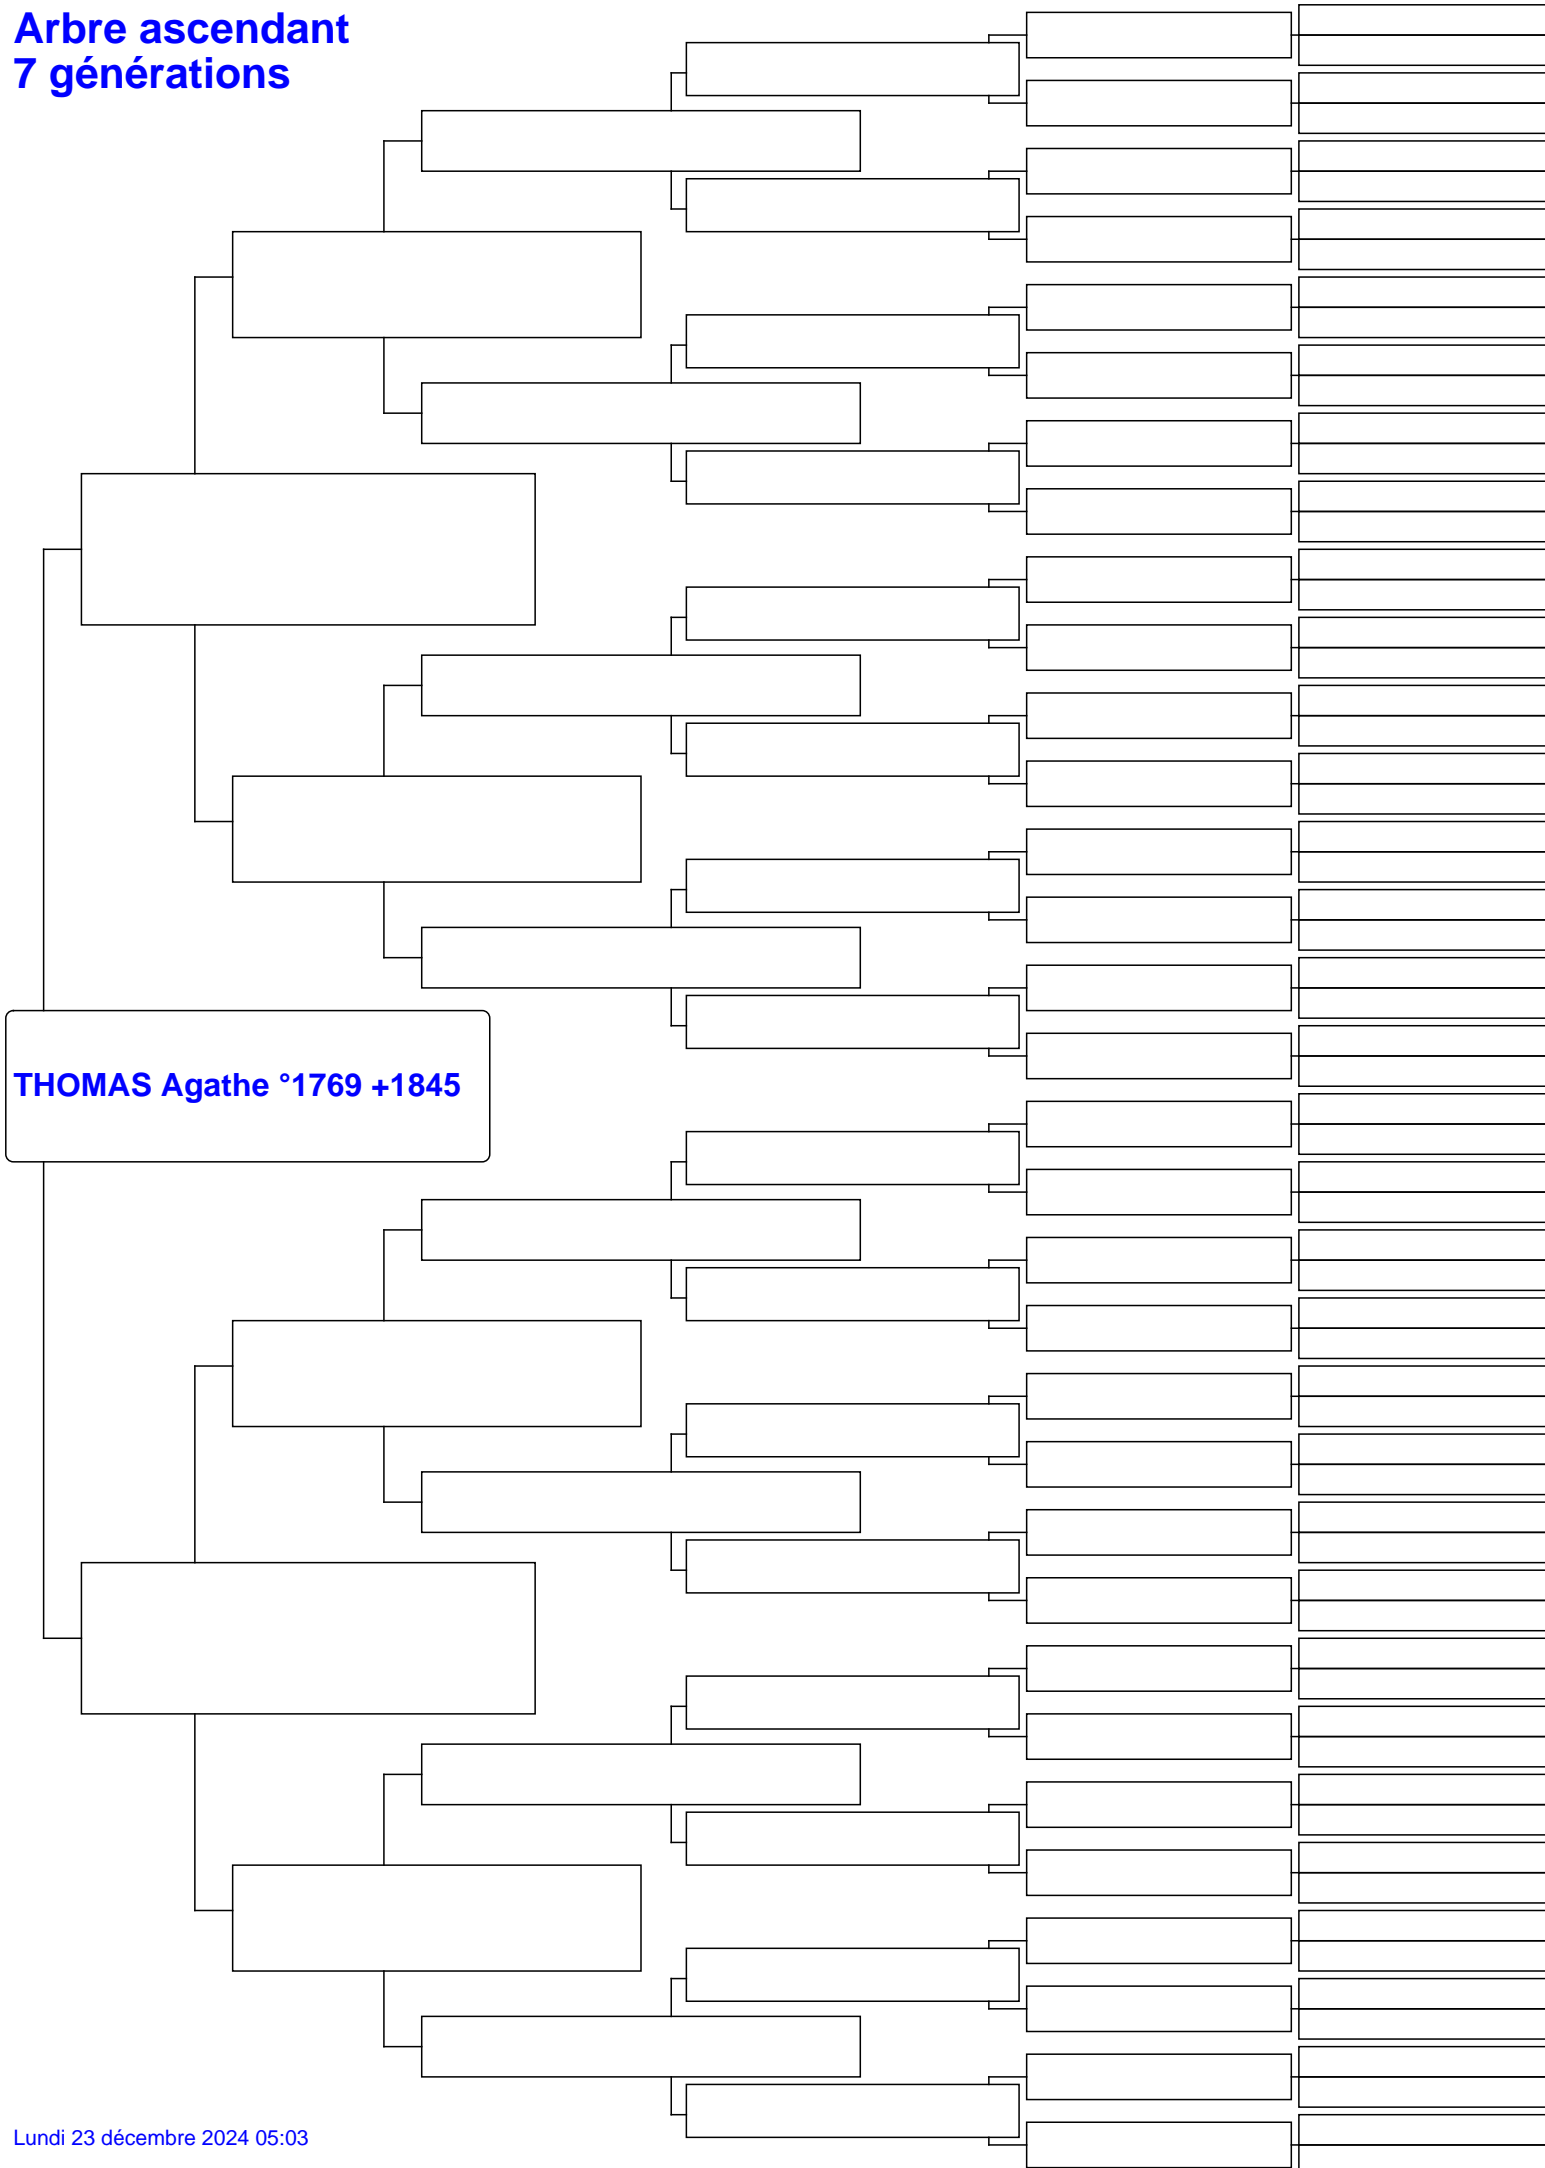 Arbre ascendant
7 générations
THOMAS Agathe °1769 +1845
Lundi 23 décembre 2024 05:03